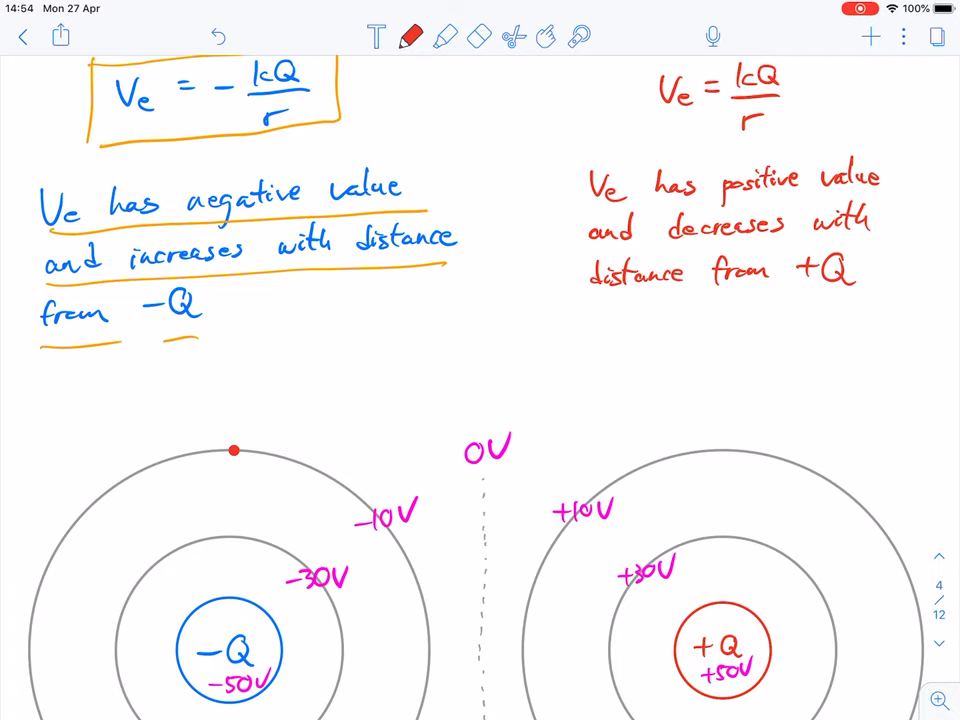 14:54 Mon 27 Apr
100%
T
Ve = - kQ/r
Ve = kQ/r
Ve has negative value
and increases with distance
from -Q
Ve has positive value
and decreases with
distance from +Q
0V
-10V
+10V
-30V
+30V
-Q
-50V
+Q
+50V
4
/
12